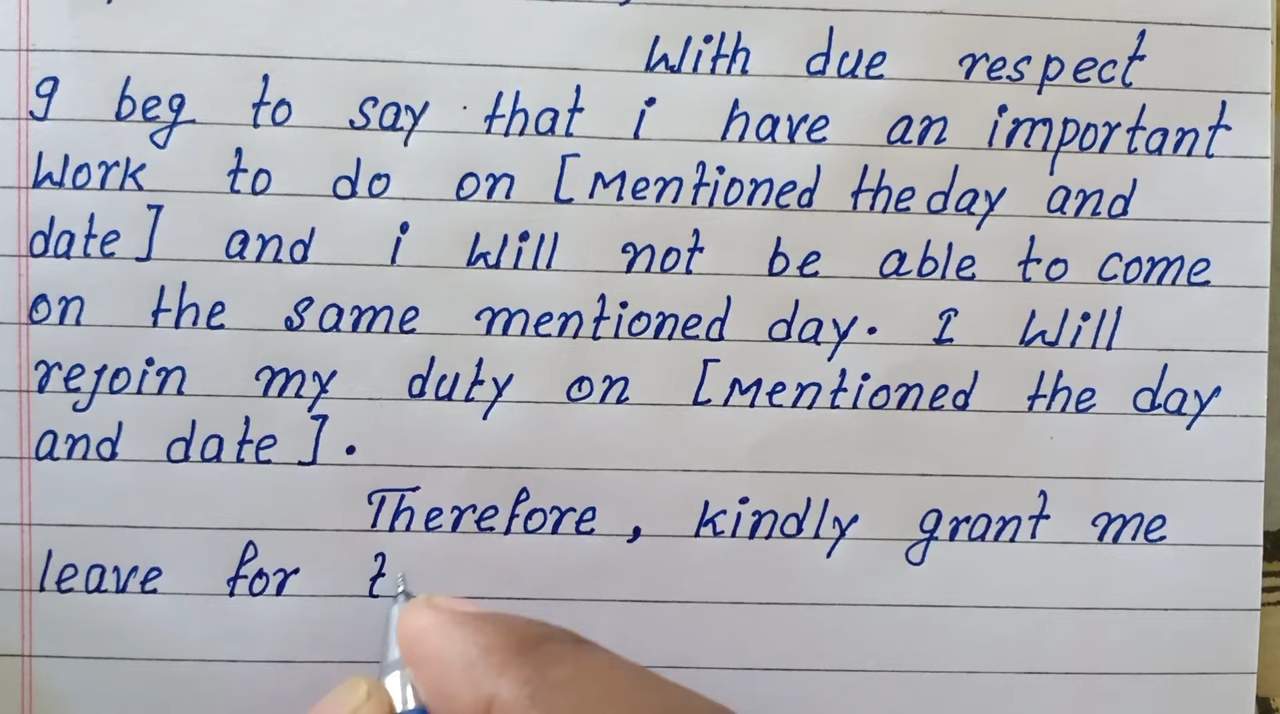 With due respect
I beg to say that i have an important
work to do on [Mentioned the day and
date] and i will not be able to come
on the same mentioned day. I will
rejoin my duty on [Mentioned the day
and date].
Therefore, kindly grant me
leave for t